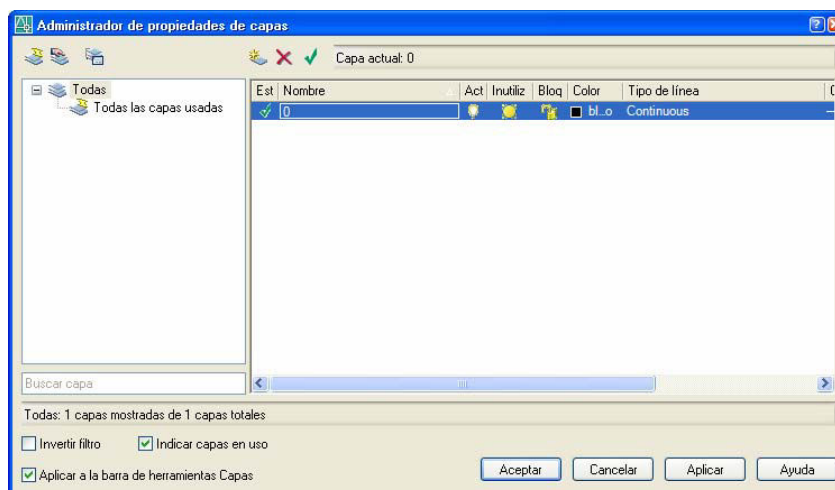 Administrador de propiedades de capas
Capa actual: 0
Todas
Todas las capas usadas
Est Nombre Act Inutiliz Bloq Color Tipo de línea
0 bl...o Continuous
Buscar capa
Todas: 1 capas mostradas de 1 capas totales
Invertir filtro Indicar capas en uso
Aplicar a la barra de herramientas Capas
Aceptar Cancelar Aplicar Ayuda